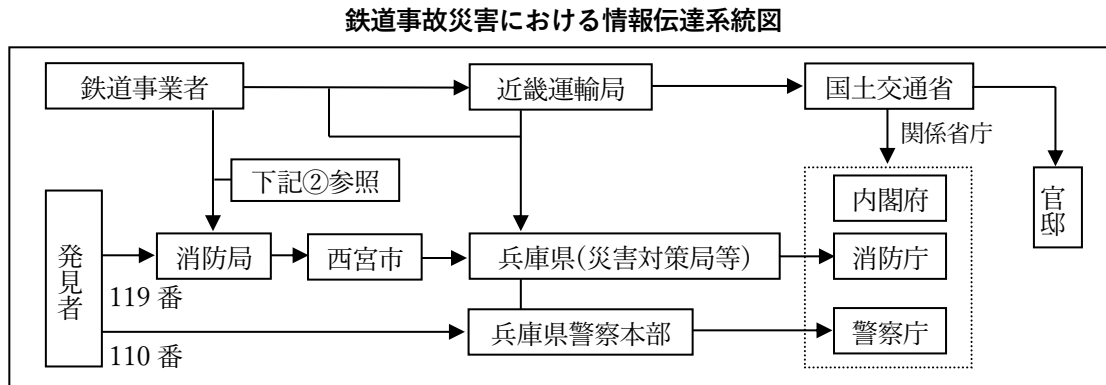 鉄道事故災害における情報伝達系統図
鉄道事業者
近畿運輸局
国土交通省
関係省庁
下記②参照
内閣府
官邸
発見者
消防局
西宮市
兵庫県(災害対策局等)
消防庁
119 番
兵庫県警察本部
警察庁
110 番